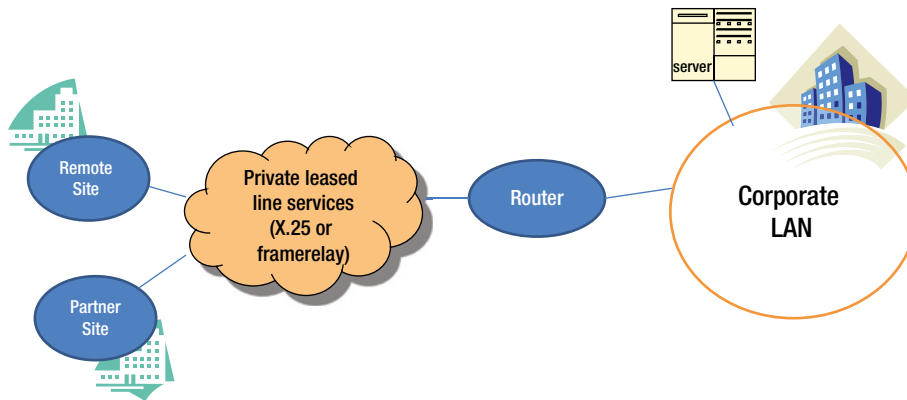 server
Remote
Site
Private leased
line services
(X.25 or
framerelay)
Router
Corporate
LAN
Partner
Site